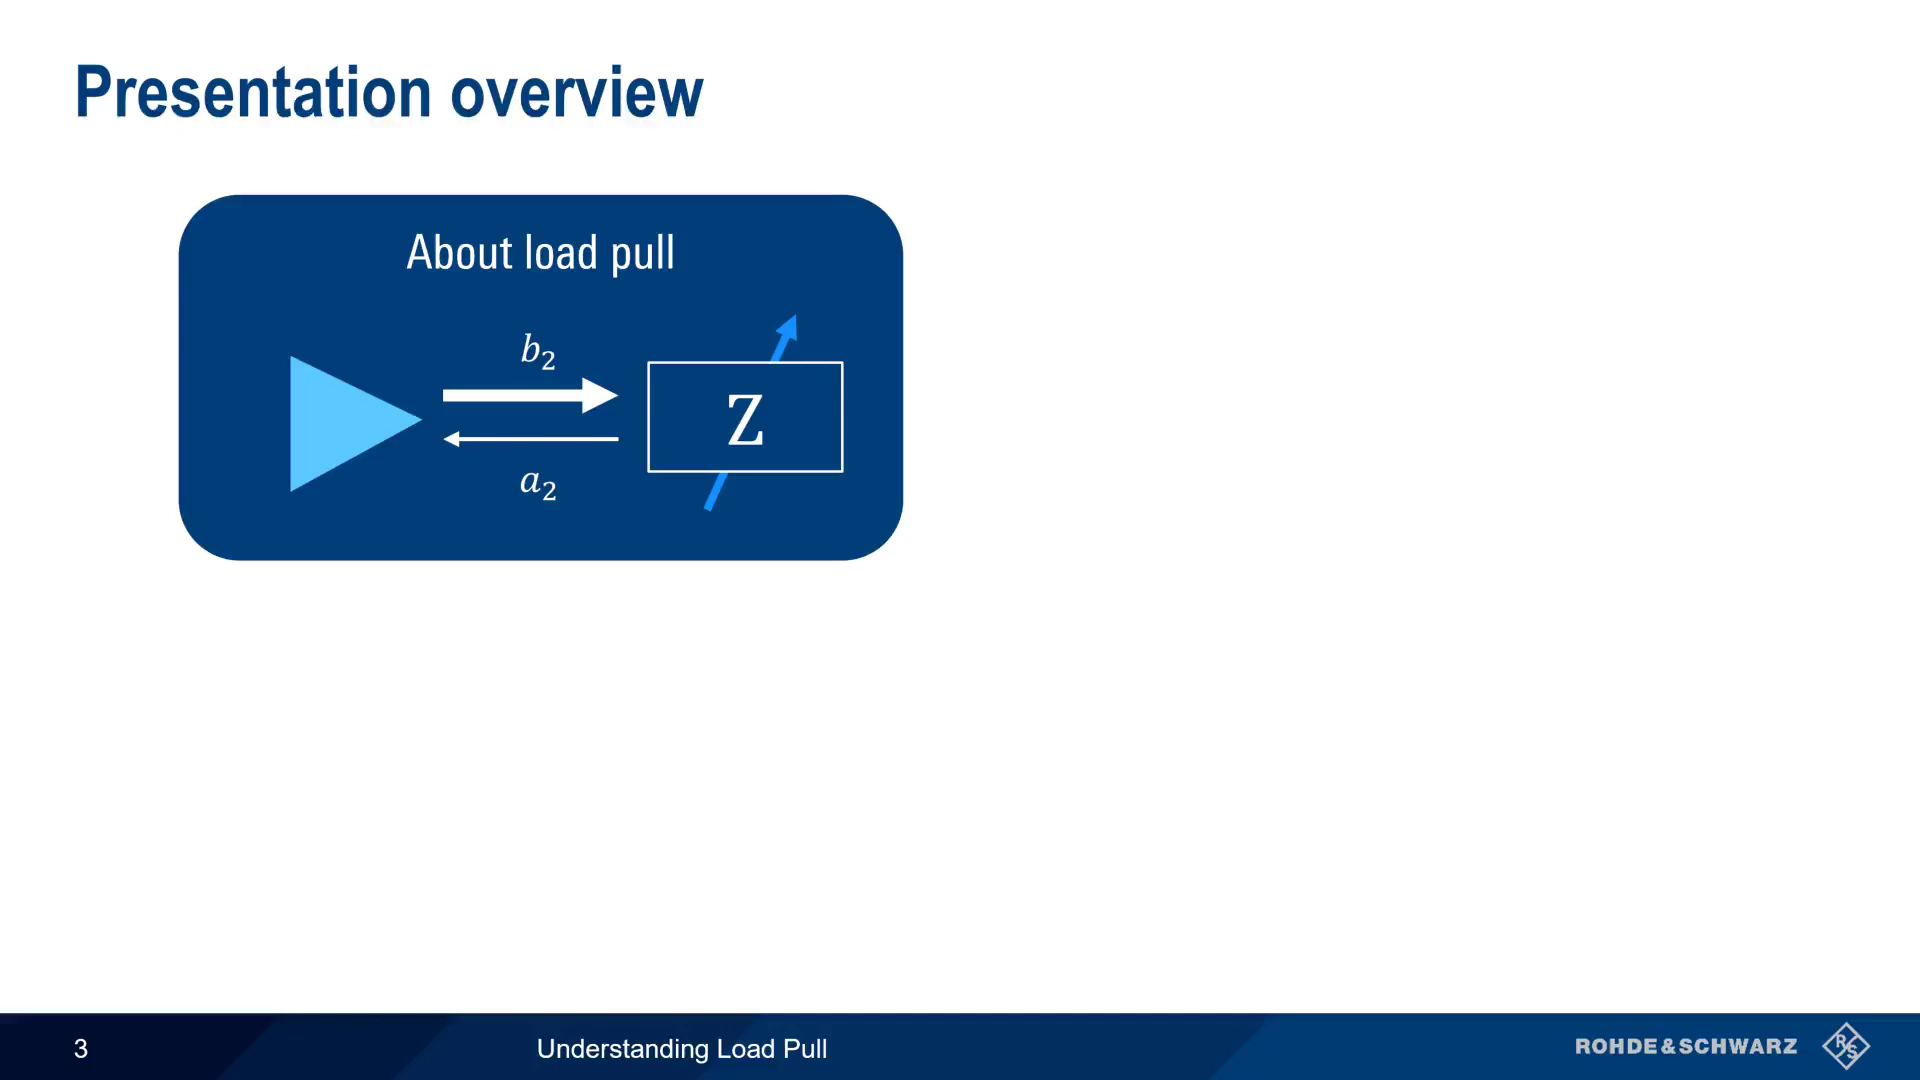 Presentation overview
About load pull
b₂
Z
a₂
3
Understanding Load Pull
ROHDE&SCHWARZ
R&S